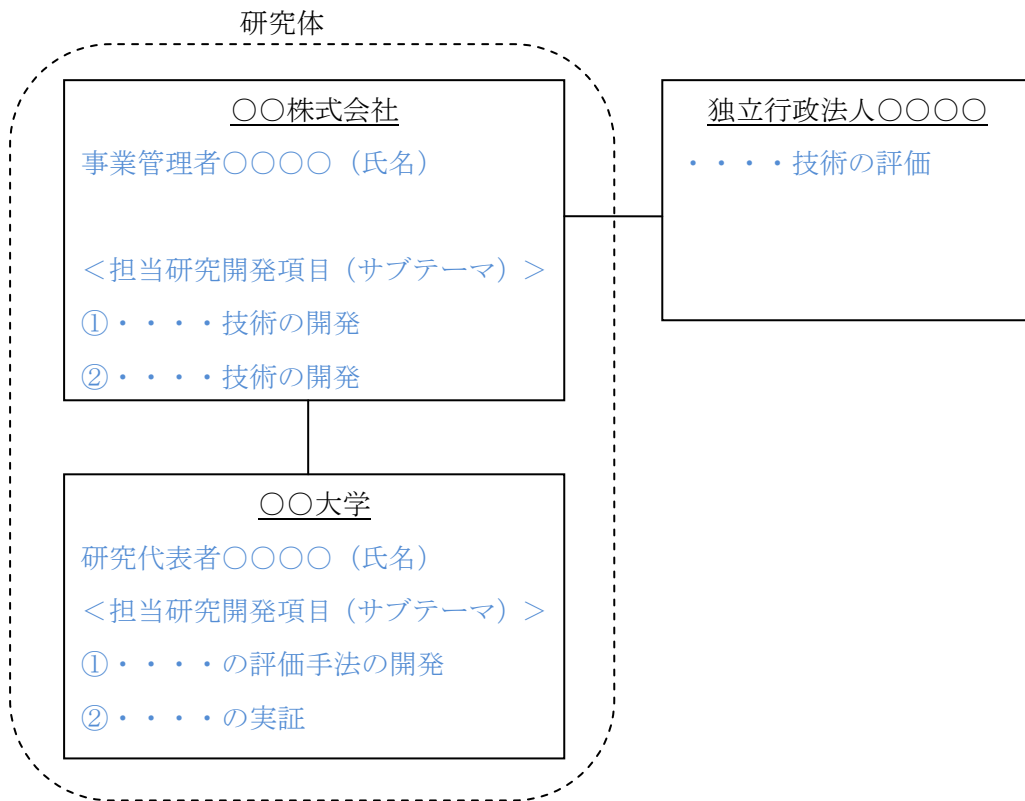 研究体
○○株式会社
事業管理者○○○○（氏名）
＜担当研究開発項目（サブテーマ）＞
①・・・・技術の開発
②・・・・技術の開発
独立行政法人○○○○
・・・・技術の評価
○○大学
研究代表者○○○○（氏名）
＜担当研究開発項目（サブテーマ）＞
①・・・・の評価手法の開発
②・・・・の実証